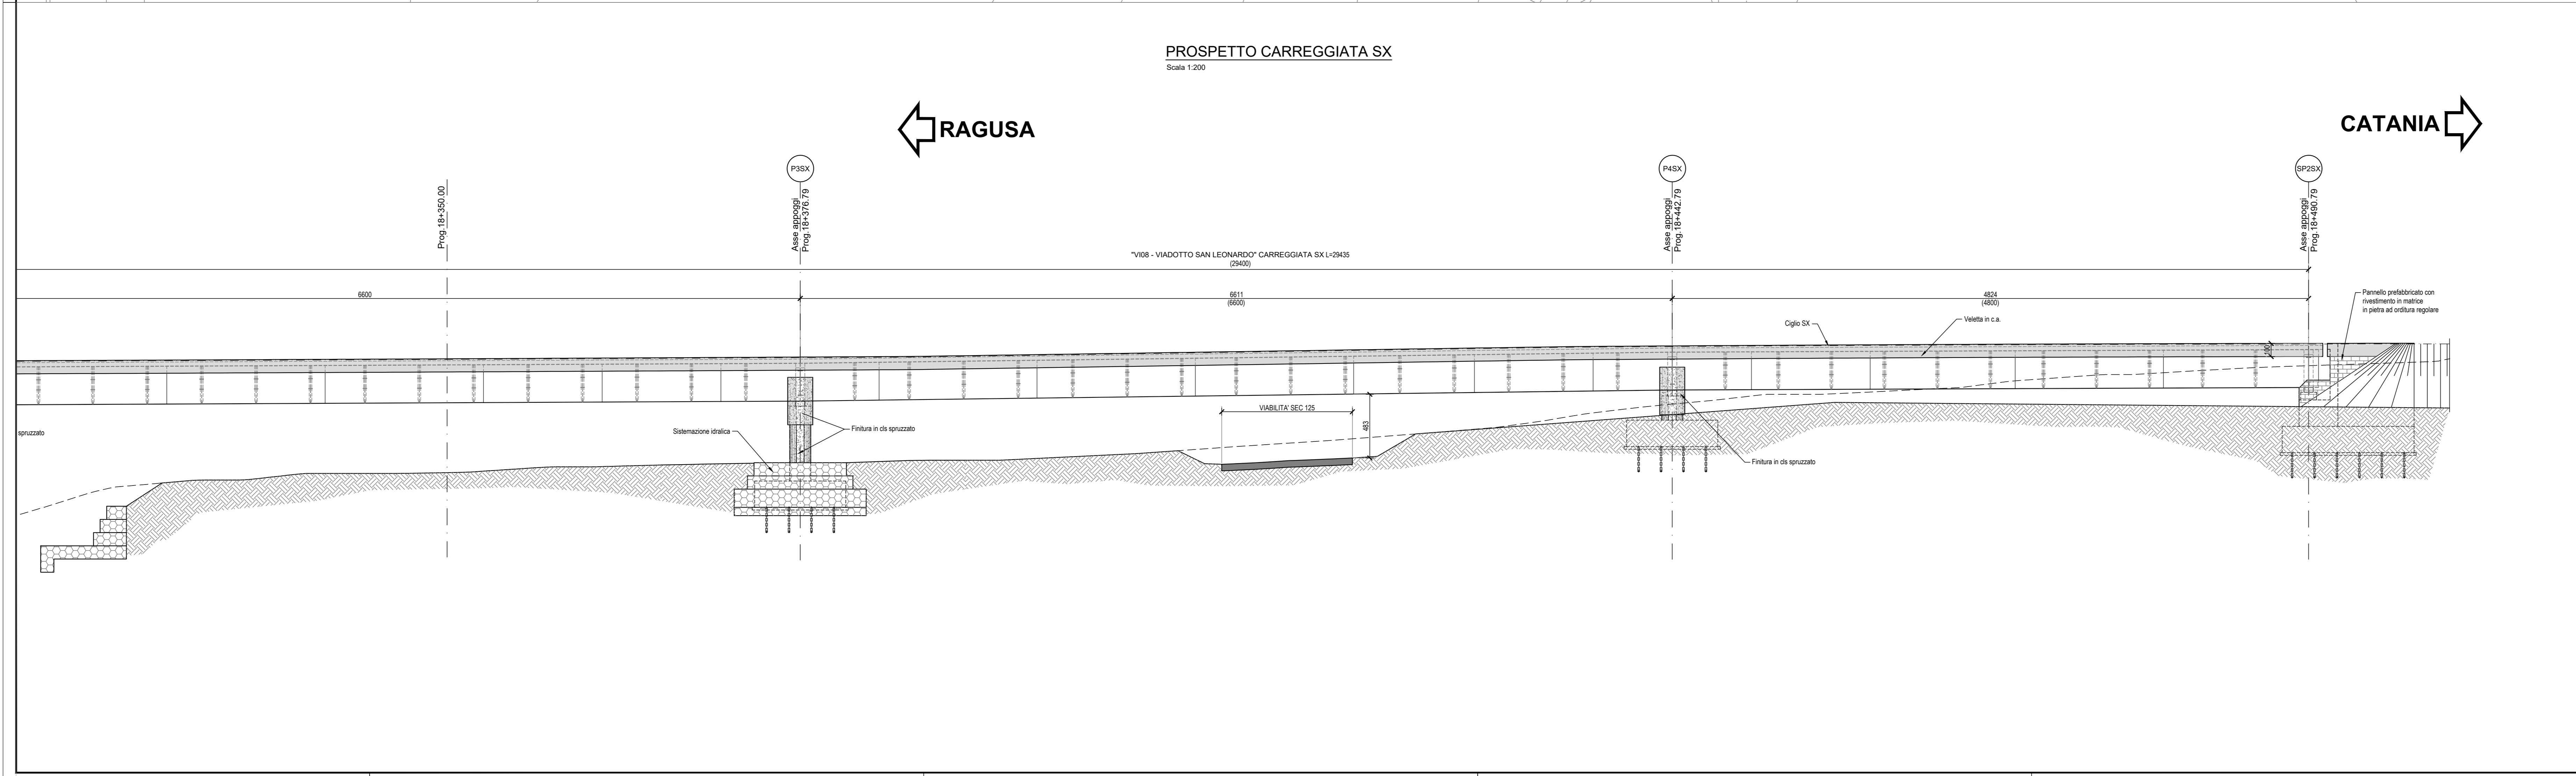 PROSPETTO CARREGGIATA SX
Scala 1:200
RAGUSA
CATANIA
P3SX
P4SX
SP2SX
Prog.18+350.00
Asse appoggi
Prog.18+376.79
Asse appoggi
Prog.18+442.79
Asse appoggi
Prog.18+490.79
"VI08 - VIADOTTO SAN LEONARDO" CARREGGIATA SX L=29435
(29400)
6600
6611
(6600)
4824
(4800)
Pannello prefabbricato con
rivestimento in matrice
in pietra ad orditura regolare
Ciglio SX
Veletta in c.a.
100
VIABILITA' SEC 125
483
spruzzato
Sistemazione idralica
Finitura in cls spruzzato
Finitura in cls spruzzato